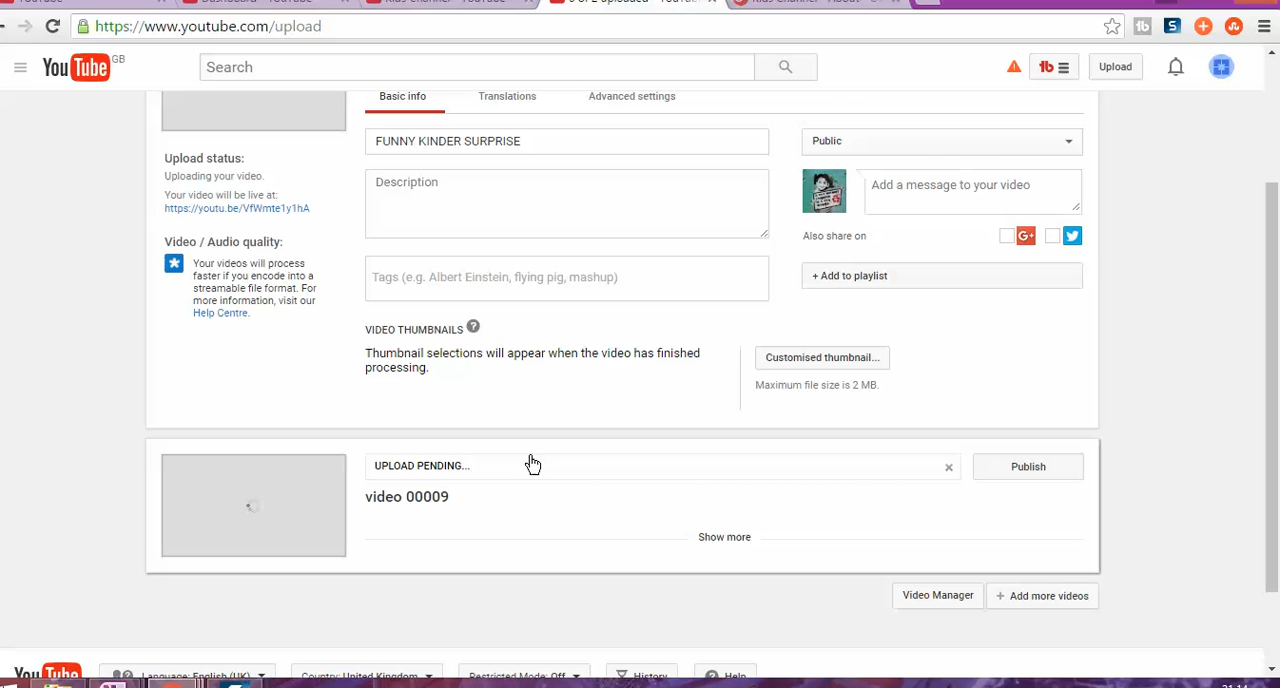 https://www.youtube.com/upload
YouTube GB
Search
Upload
Basic info
Translations
Advanced settings
Upload status:
Uploading your video.
Your video will be live at:
https://youtu.be/VfWmte1y1hA
Video / Audio quality:
Your videos will process
faster if you encode into a
streamable file format. For
more information, visit our
Help Centre.
FUNNY KINDER SURPRISE
Description
Tags (e.g. Albert Einstein, flying pig, mashup)
VIDEO THUMBNAILS ?
Thumbnail selections will appear when the video has finished
processing.
Customised thumbnail...
Maximum file size is 2 MB.
Public
Add a message to your video
Also share on
G+
+ Add to playlist
UPLOAD PENDING...
Publish
video 00009
Show more
Video Manager
+ Add more videos
YouTube
Language: English (UK)
Country: United Kingdom
Restricted Mode: Off
History
Help